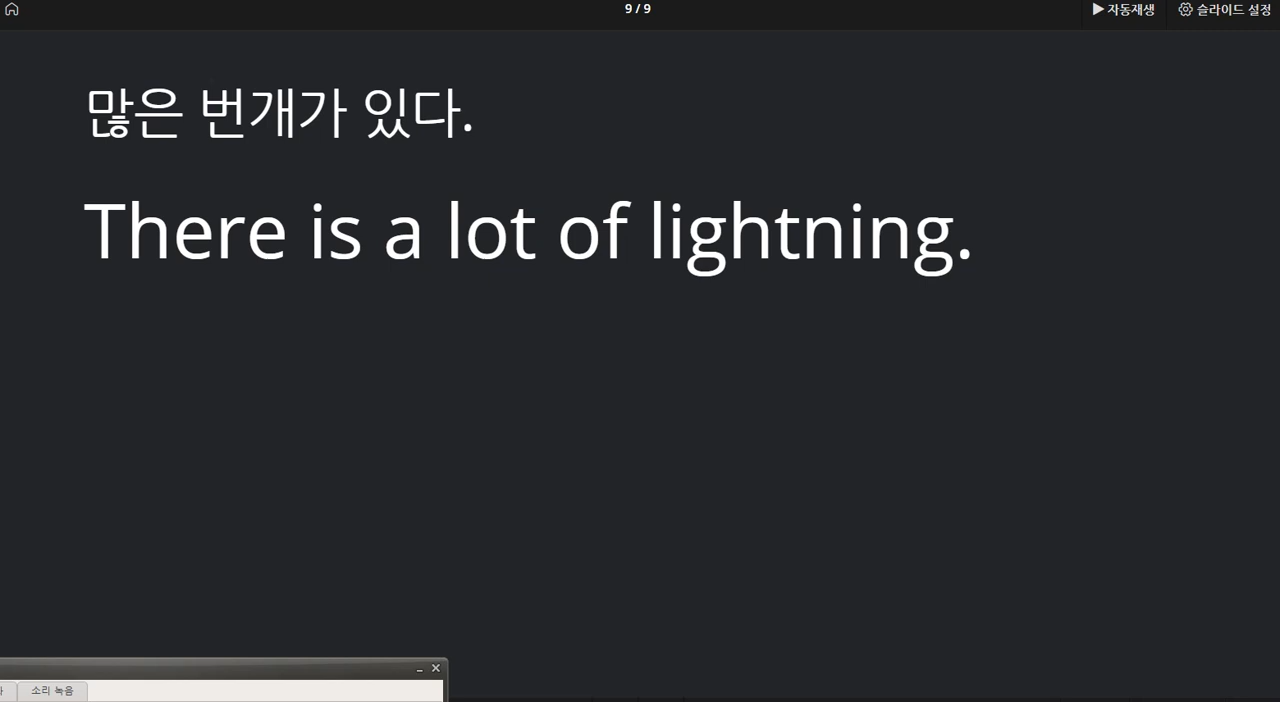 9 / 9
▶ 자동재생
슬라이드 설정
많은 번개가 있다.
There is a lot of lightning.
소리 녹음